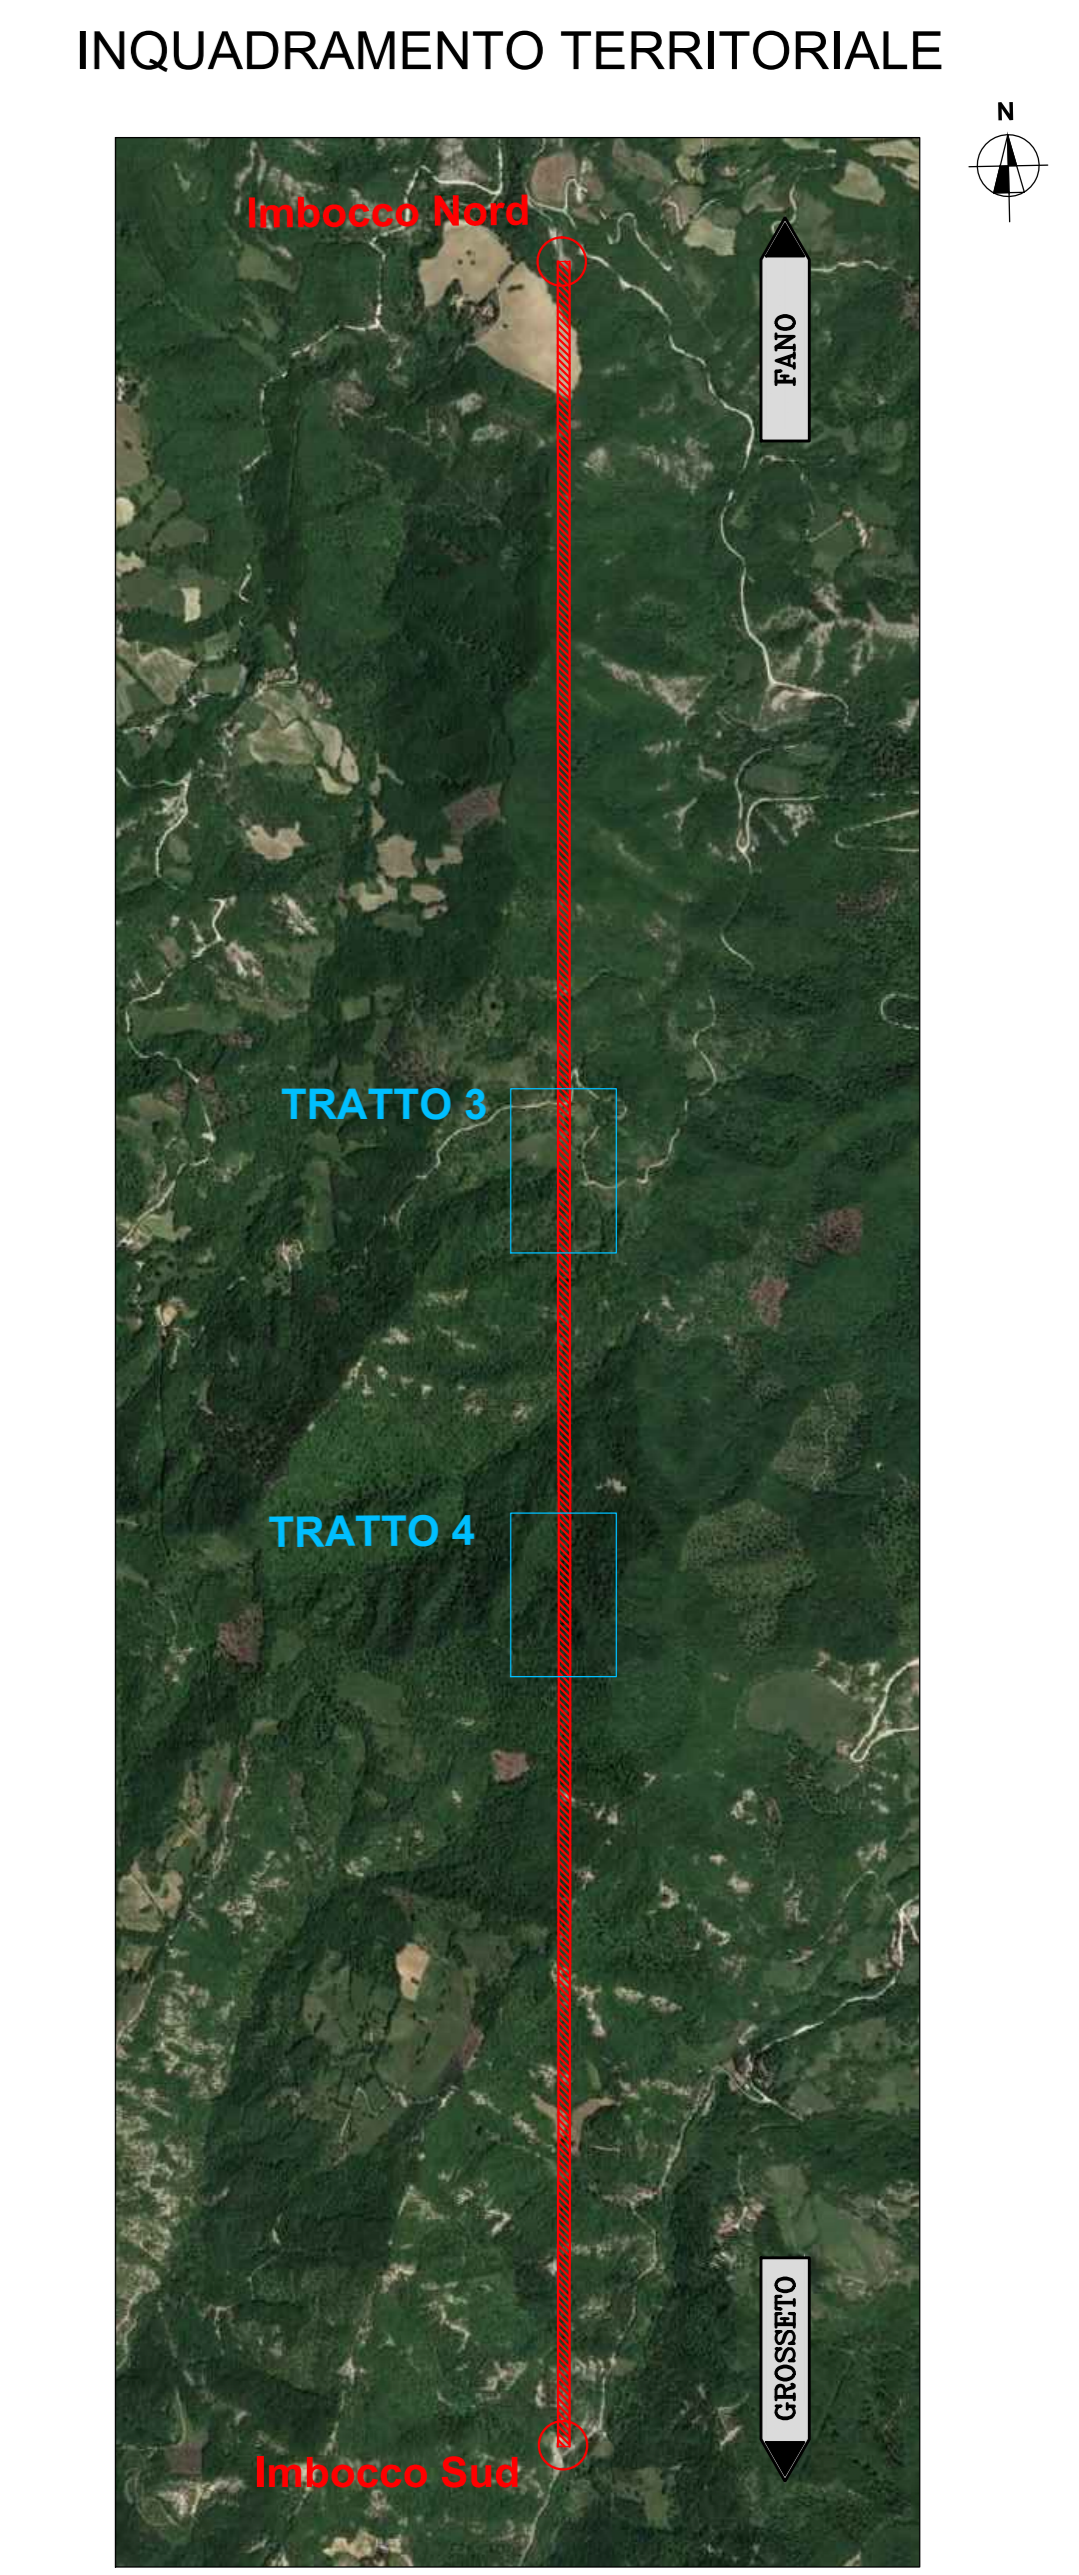 INQUADRAMENTO TERRITORIALE
N
Imbocco Nord
FANO
TRATTO 3
TRATTO 4
GROSSETO
Imbocco Sud